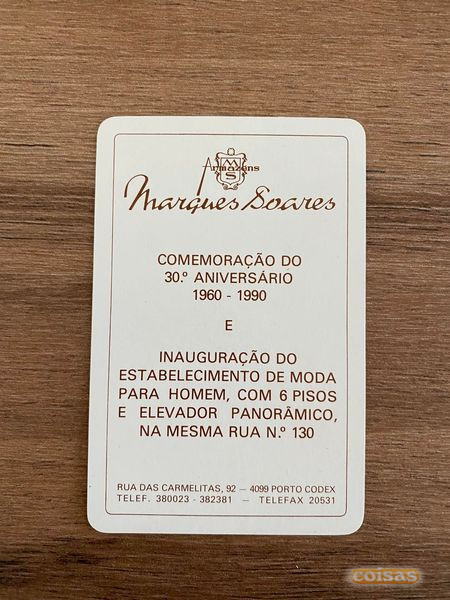 Armazéns
MS
Marques Soares
COMEMORAÇÃO DO
30.º ANIVERSÁRIO
1960 - 1990
E
INAUGURAÇÃO DO
ESTABELECIMENTO DE MODA
PARA HOMEM, COM 6 PISOS
E ELEVADOR PANORÂMICO,
NA MESMA RUA N.º 130
RUA DAS CARMELITAS, 92 — 4099 PORTO CODEX
TELEF. 380023 - 382381 — TELEFAX 20531
coisas